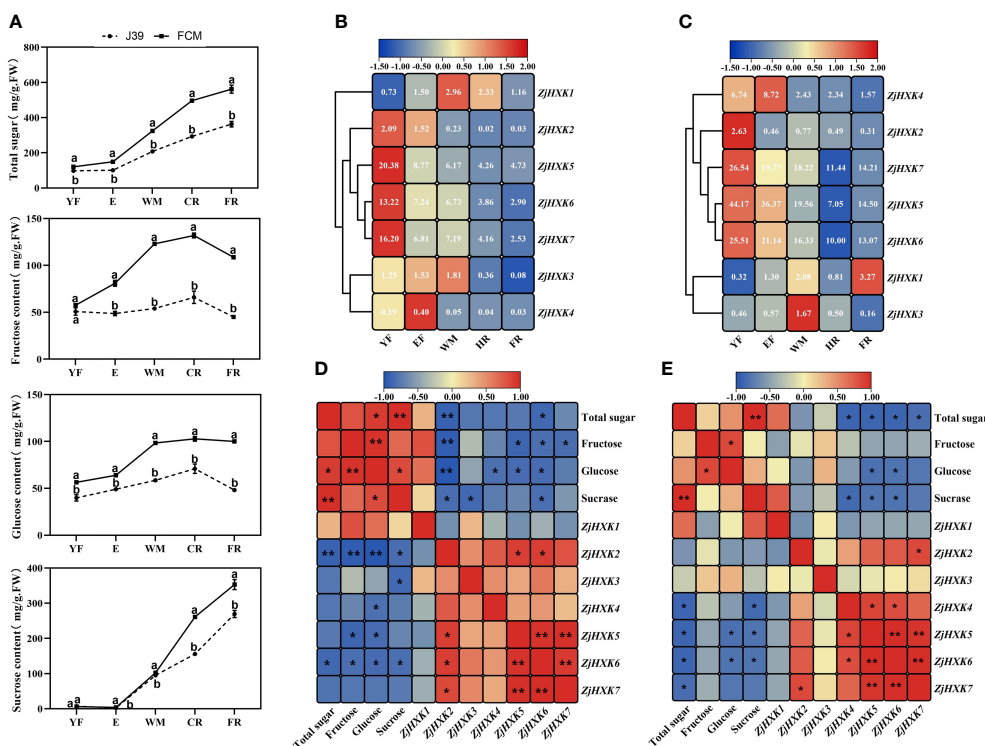 A
J39 FCM
Total sugar ( mg/g.FW)
800
600
400
200
0
a a a a a
b b b b b
YF E WM CR FR
Fructose content( mg/g.FW)
150
100
50
0
a a a a a
a b b b b
YF E WM CR FR
Glucose content( mg/g.FW)
150
100
50
0
a a a a a
b b b b b
YF E WM CR FR
Sucrose content( mg/g.FW)
400
300
200
100
0
a a a a a
a b b b b
YF E WM CR FR
B
-1.50 -1.00 -0.50 0.00 0.50 1.00 1.50 2.00
0.73 1.50 2.96 2.33 1.16 ZjHXK1
2.09 1.52 0.23 0.02 0.03 ZjHXK2
20.38 8.77 6.17 4.26 4.73 ZjHXK5
13.22 7.24 6.73 3.86 2.90 ZjHXK6
16.20 6.81 7.19 4.16 2.53 ZjHXK7
1.25 1.53 1.81 0.36 0.08 ZjHXK3
0.19 0.40 0.05 0.04 0.03 ZjHXK4
YF EF WM HR FR
C
-1.50 -1.00 -0.50 0.00 0.50 1.00 1.50 2.00
6.74 8.72 2.43 2.34 1.57 ZjHXK4
2.63 0.46 0.77 0.49 0.31 ZjHXK2
26.54 19.77 18.22 11.44 14.21 ZjHXK7
44.17 36.37 19.56 7.05 14.50 ZjHXK5
25.51 21.14 16.33 10.00 13.07 ZjHXK6
0.32 1.30 2.08 0.81 3.27 ZjHXK1
0.46 0.57 1.67 0.50 0.16 ZjHXK3
YF EF WM HR FR
D
-1.00 -0.50 0.00 0.50 1.00
* ** ** * Total sugar
** ** * * * Fructose
* ** * ** * * * Glucose
** * * * * Sucrase
ZjHXK1
** ** ** * * * ZjHXK2
* ZjHXK3
* ZjHXK4
* * * ** ** ZjHXK5
* * * * * ** ** ZjHXK6
* ** ** ZjHXK7
Total sugar Fructose Glucose Sucrose ZjHXK1 ZjHXK2 ZjHXK3 ZjHXK4 ZjHXK5 ZjHXK6 ZjHXK7
E
-1.00 -0.50 0.00 0.50 1.00
** * * * * Total sugar
* Fructose
* * * Glucose
** * * * Sucrase
ZjHXK1
* ZjHXK2
ZjHXK3
* * * * ZjHXK4
* * * * ** ** ZjHXK5
* * * * ** ** ZjHXK6
* * ** ** ZjHXK7
Total sugar Fructose Glucose Sucrose ZjHXK1 ZjHXK2 ZjHXK3 ZjHXK4 ZjHXK5 ZjHXK6 ZjHXK7